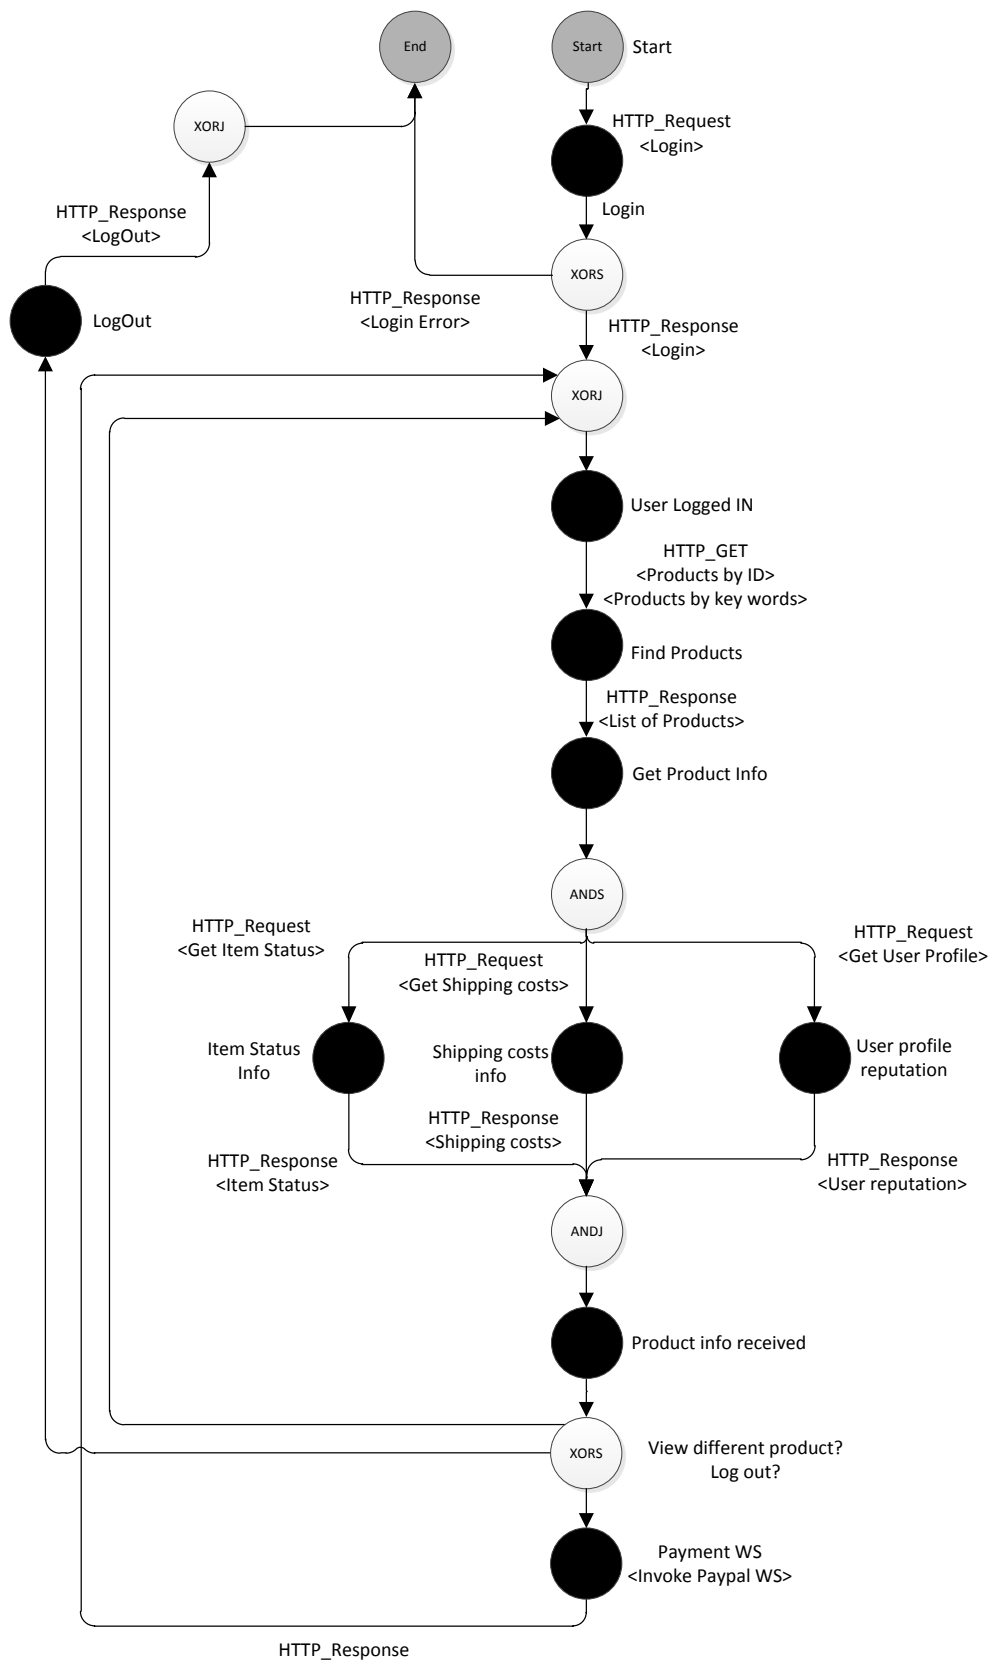 End
Start
Start
XORJ
HTTP_Request
<Login>
Login
HTTP_Response
<LogOut>
XORS
HTTP_Response
<Login Error>
LogOut
HTTP_Response
<Login>
XORJ
User Logged IN
HTTP_GET
<Products by ID>
<Products by key words>
Find Products
HTTP_Response
<List of Products>
Get Product Info
ANDS
HTTP_Request
<Get Item Status>
HTTP_Request
<Get Shipping costs>
HTTP_Request
<Get User Profile>
Item Status
Info
Shipping costs
info
User profile
reputation
HTTP_Response
<Shipping costs>
HTTP_Response
<Item Status>
HTTP_Response
<User reputation>
ANDJ
Product info received
XORS
View different product?
Log out?
Payment WS
<Invoke Paypal WS>
HTTP_Response